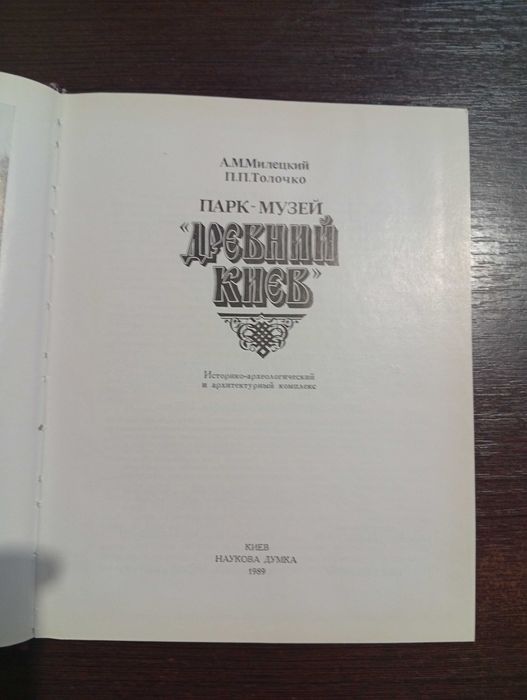 А.М.Милецкий
П.П.Толочко
ПАРК-МУЗЕЙ
"ДРЕВНИЙ
КИЕВ"
Историко-археологический
и архитектурный комплекс
КИЕВ
НАУКОВА ДУМКА
1989